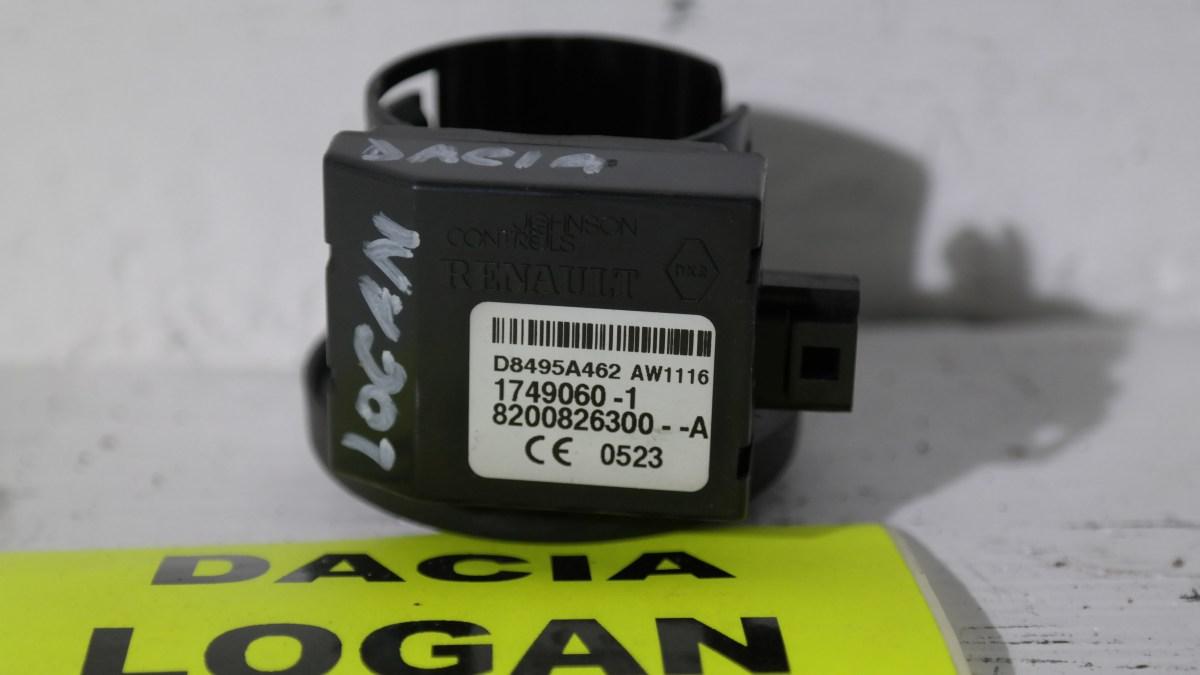 DACIA
LOGAN
JOHNSON
CONTROLS
RENAULT
D8495A462 AW1116
1749060-1
8200826300--A
CE 0523
DACIA
LOGAN